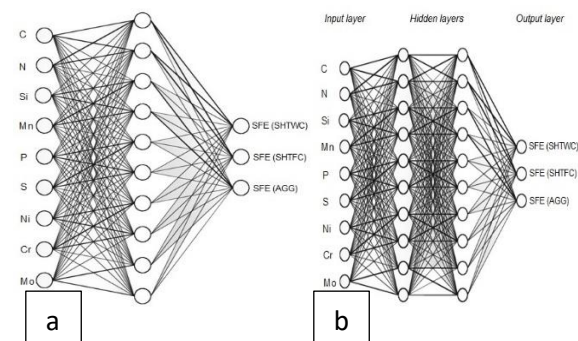 C
N
Si
Mn
P
S
Ni
Cr
Mo
SFE (SHTWC)
SFE (SHTFC)
SFE (AGG)
a
Input layer Hidden layers Output layer
C
N
Si
Mn
P
S
Ni
Cr
Mo
SFE (SHTWC)
SFE (SHTFC)
SFE (AGG)
b